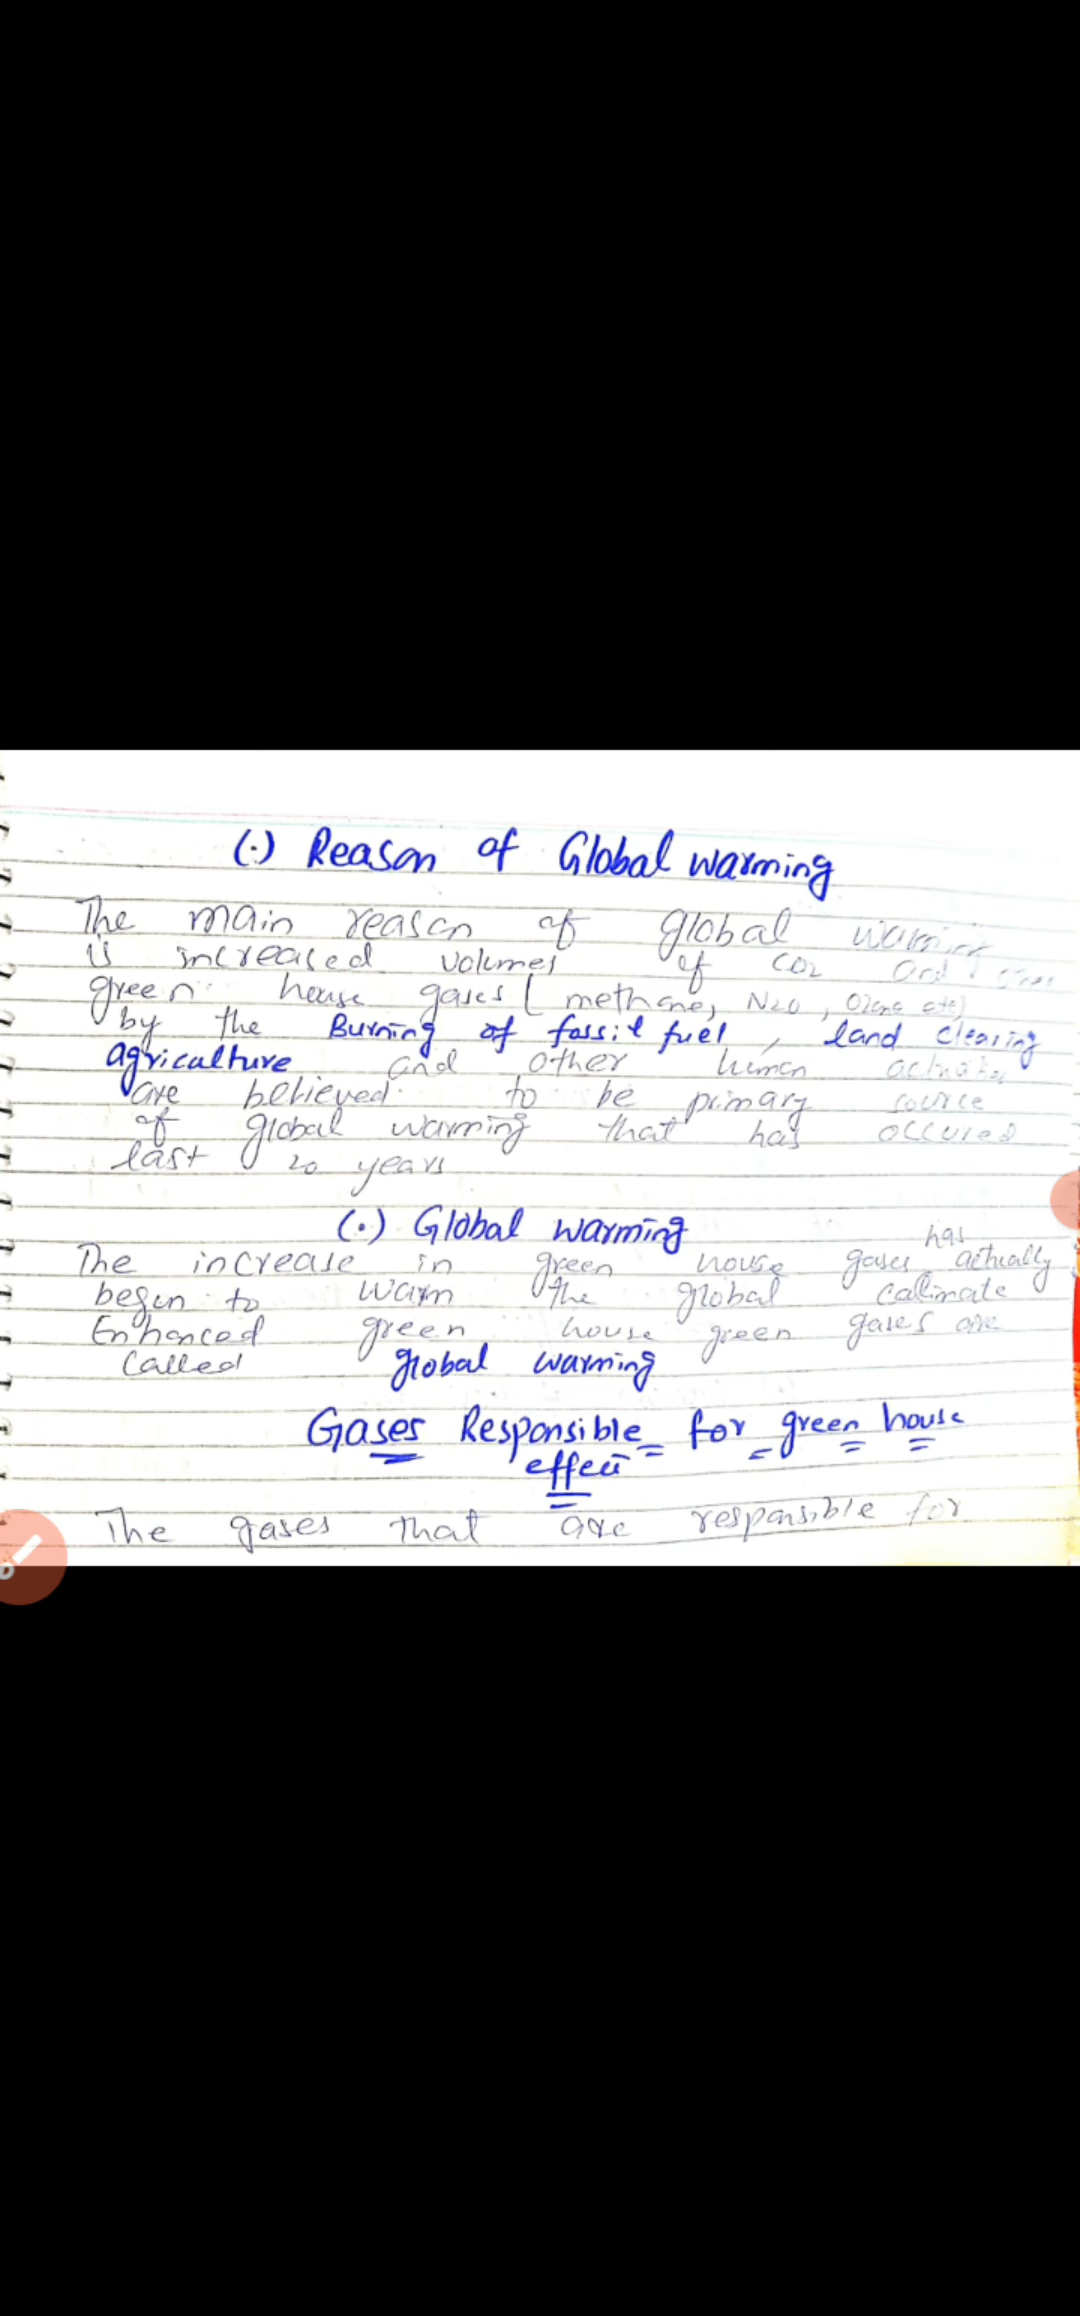 (.) Reason of Global warming
The main reason of global warming
is increased volumes of CO2 and
green house gases ( methane, N2O, Ozone etc)
by the Burning of fossil fuel, land clearing
agriculture and other human
are believed to be primary source
of global warming that has occured
last 20 years
(.) Global warming
has
The increase in green house gases actually
begun to warm the global calimate
Enhanced green house green gases are
Called global warming
Gases Responsible for green house
effect
The gases that are responsible for